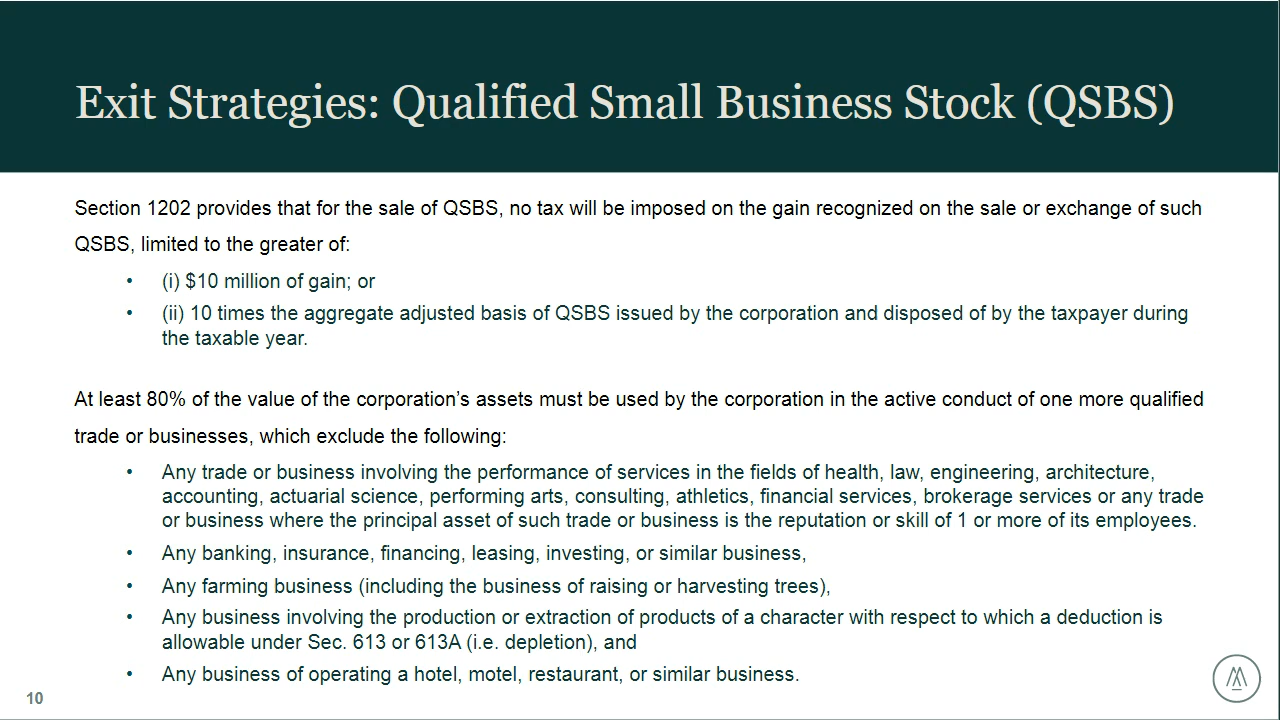 Exit Strategies: Qualified Small Business Stock (QSBS)
Section 1202 provides that for the sale of QSBS, no tax will be imposed on the gain recognized on the sale or exchange of such
QSBS, limited to the greater of:
• (i) $10 million of gain; or
• (ii) 10 times the aggregate adjusted basis of QSBS issued by the corporation and disposed of by the taxpayer during
the taxable year.
At least 80% of the value of the corporation’s assets must be used by the corporation in the active conduct of one more qualified
trade or businesses, which exclude the following:
• Any trade or business involving the performance of services in the fields of health, law, engineering, architecture,
accounting, actuarial science, performing arts, consulting, athletics, financial services, brokerage services or any trade
or business where the principal asset of such trade or business is the reputation or skill of 1 or more of its employees.
• Any banking, insurance, financing, leasing, investing, or similar business,
• Any farming business (including the business of raising or harvesting trees),
• Any business involving the production or extraction of products of a character with respect to which a deduction is
allowable under Sec. 613 or 613A (i.e. depletion), and
• Any business of operating a hotel, motel, restaurant, or similar business.
10